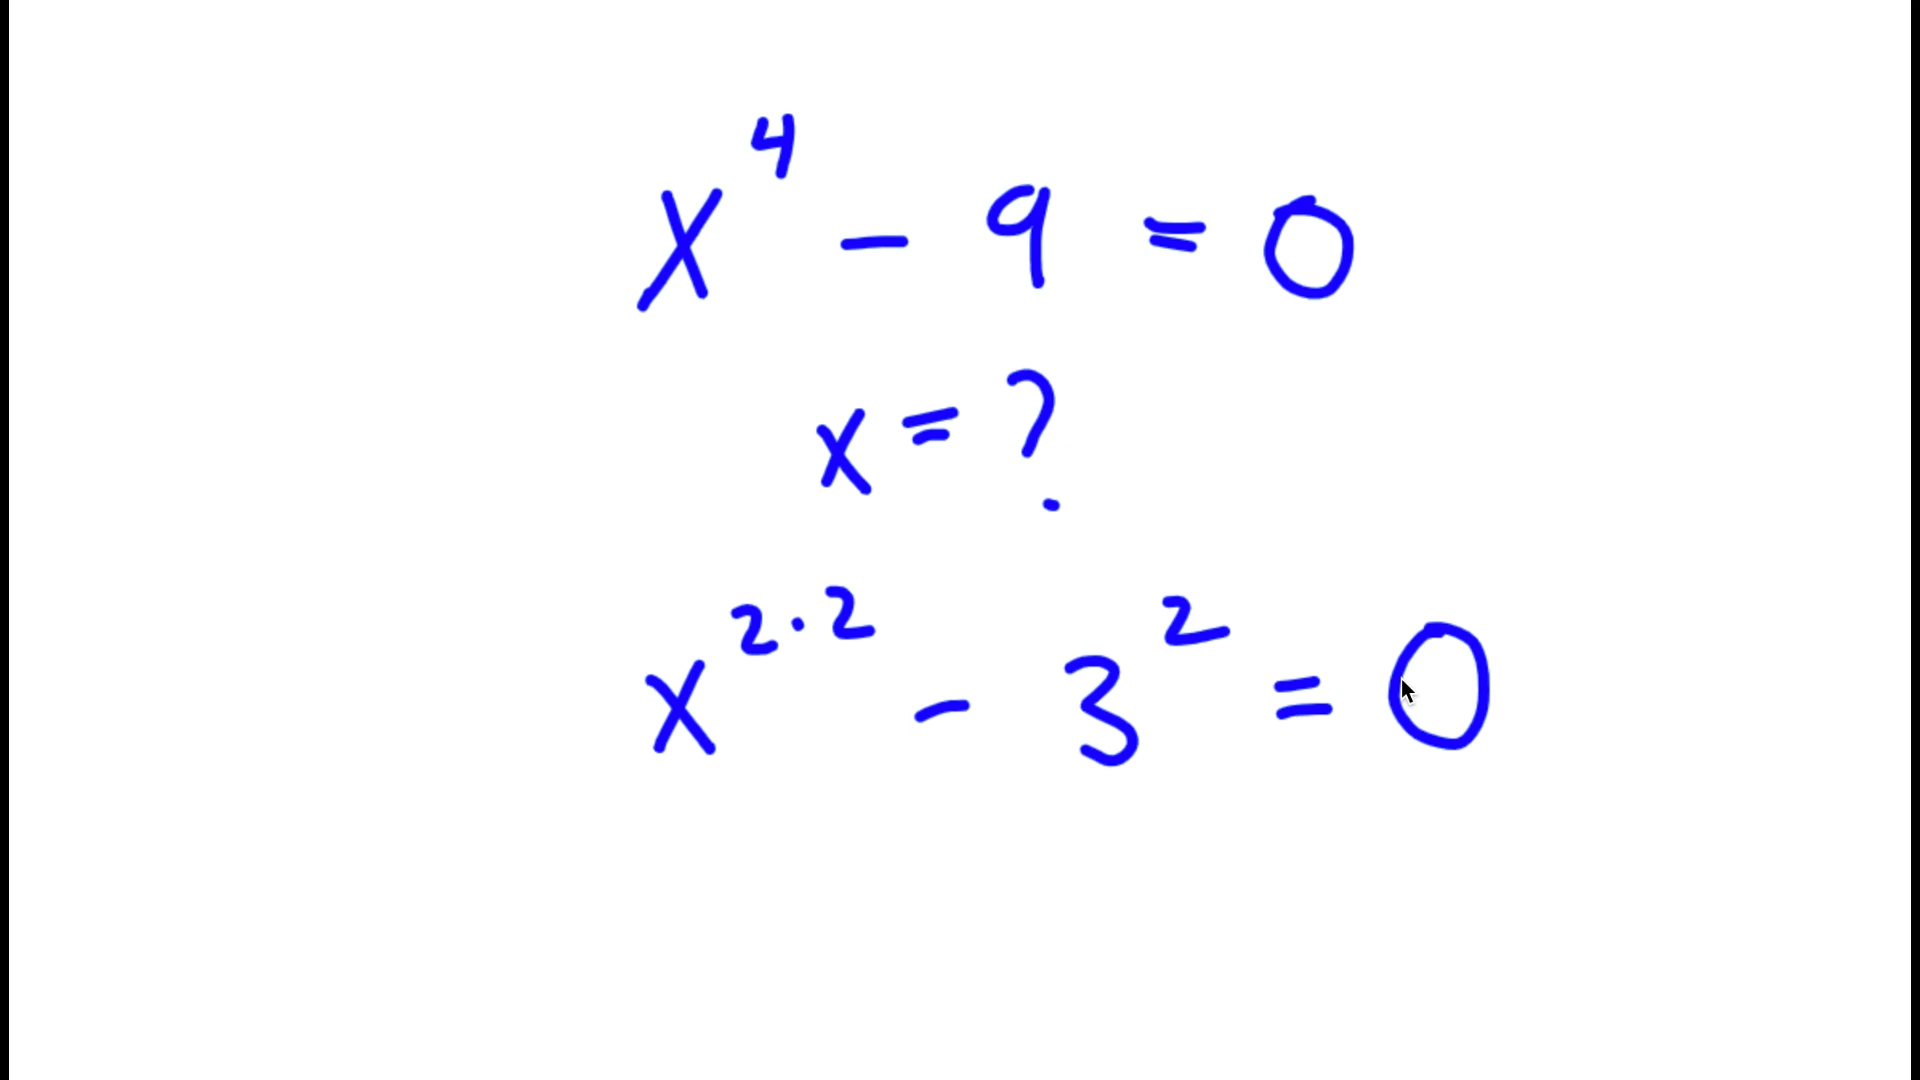 x⁴ - 9 = 0
x = ?
x²·² - 3² = 0